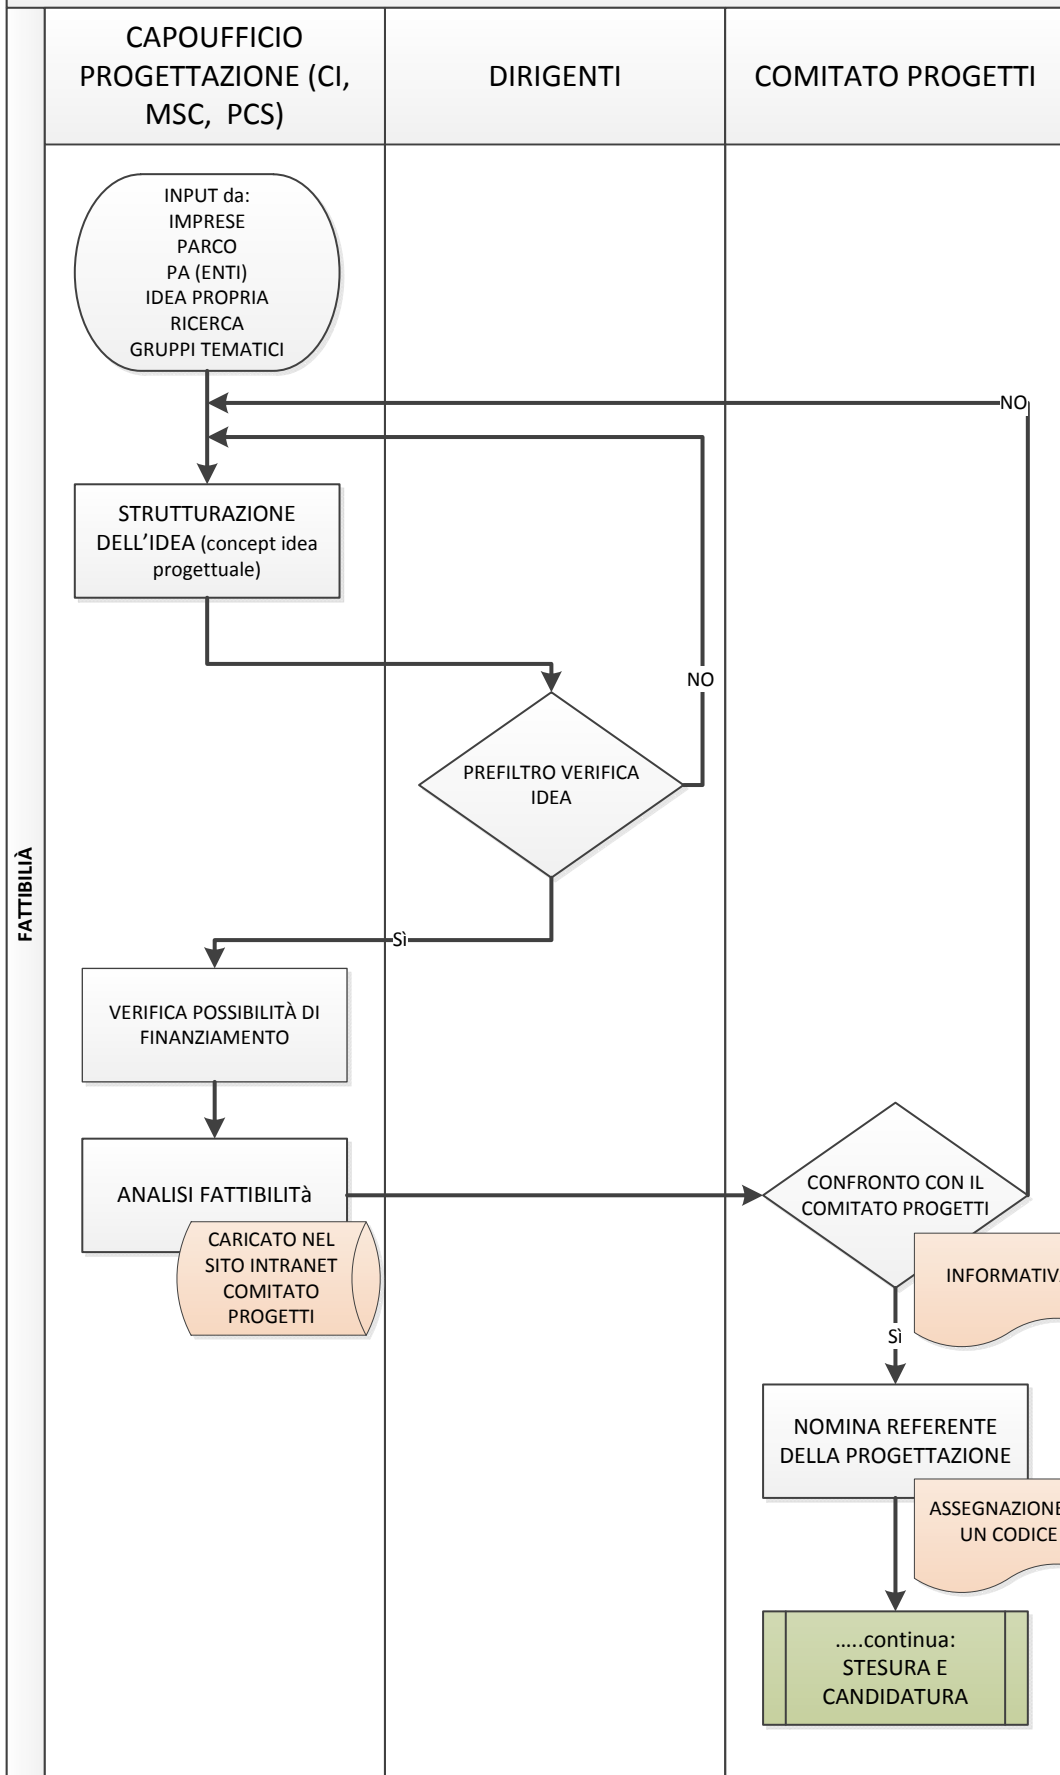 CAPOUFFICIO
PROGETTAZIONE (CI,
MSC, PCS)
DIRIGENTI
COMITATO PROGETTI
FATTIBILIÀ
INPUT da:
IMPRESE
PARCO
PA (ENTI)
IDEA PROPRIA
RICERCA
GRUPPI TEMATICI
NO
STRUTTURAZIONE
DELL’IDEA (concept idea
progettuale)
NO
PREFILTRO VERIFICA
IDEA
Sì
VERIFICA POSSIBILITÀ DI
FINANZIAMENTO
ANALISI FATTIBILITà
CARICATO NEL
SITO INTRANET
COMITATO
PROGETTI
CONFRONTO CON IL
COMITATO PROGETTI
INFORMATIV
Sì
NOMINA REFERENTE
DELLA PROGETTAZIONE
ASSEGNAZIONE
UN CODICE
.....continua:
STESURA E
CANDIDATURA